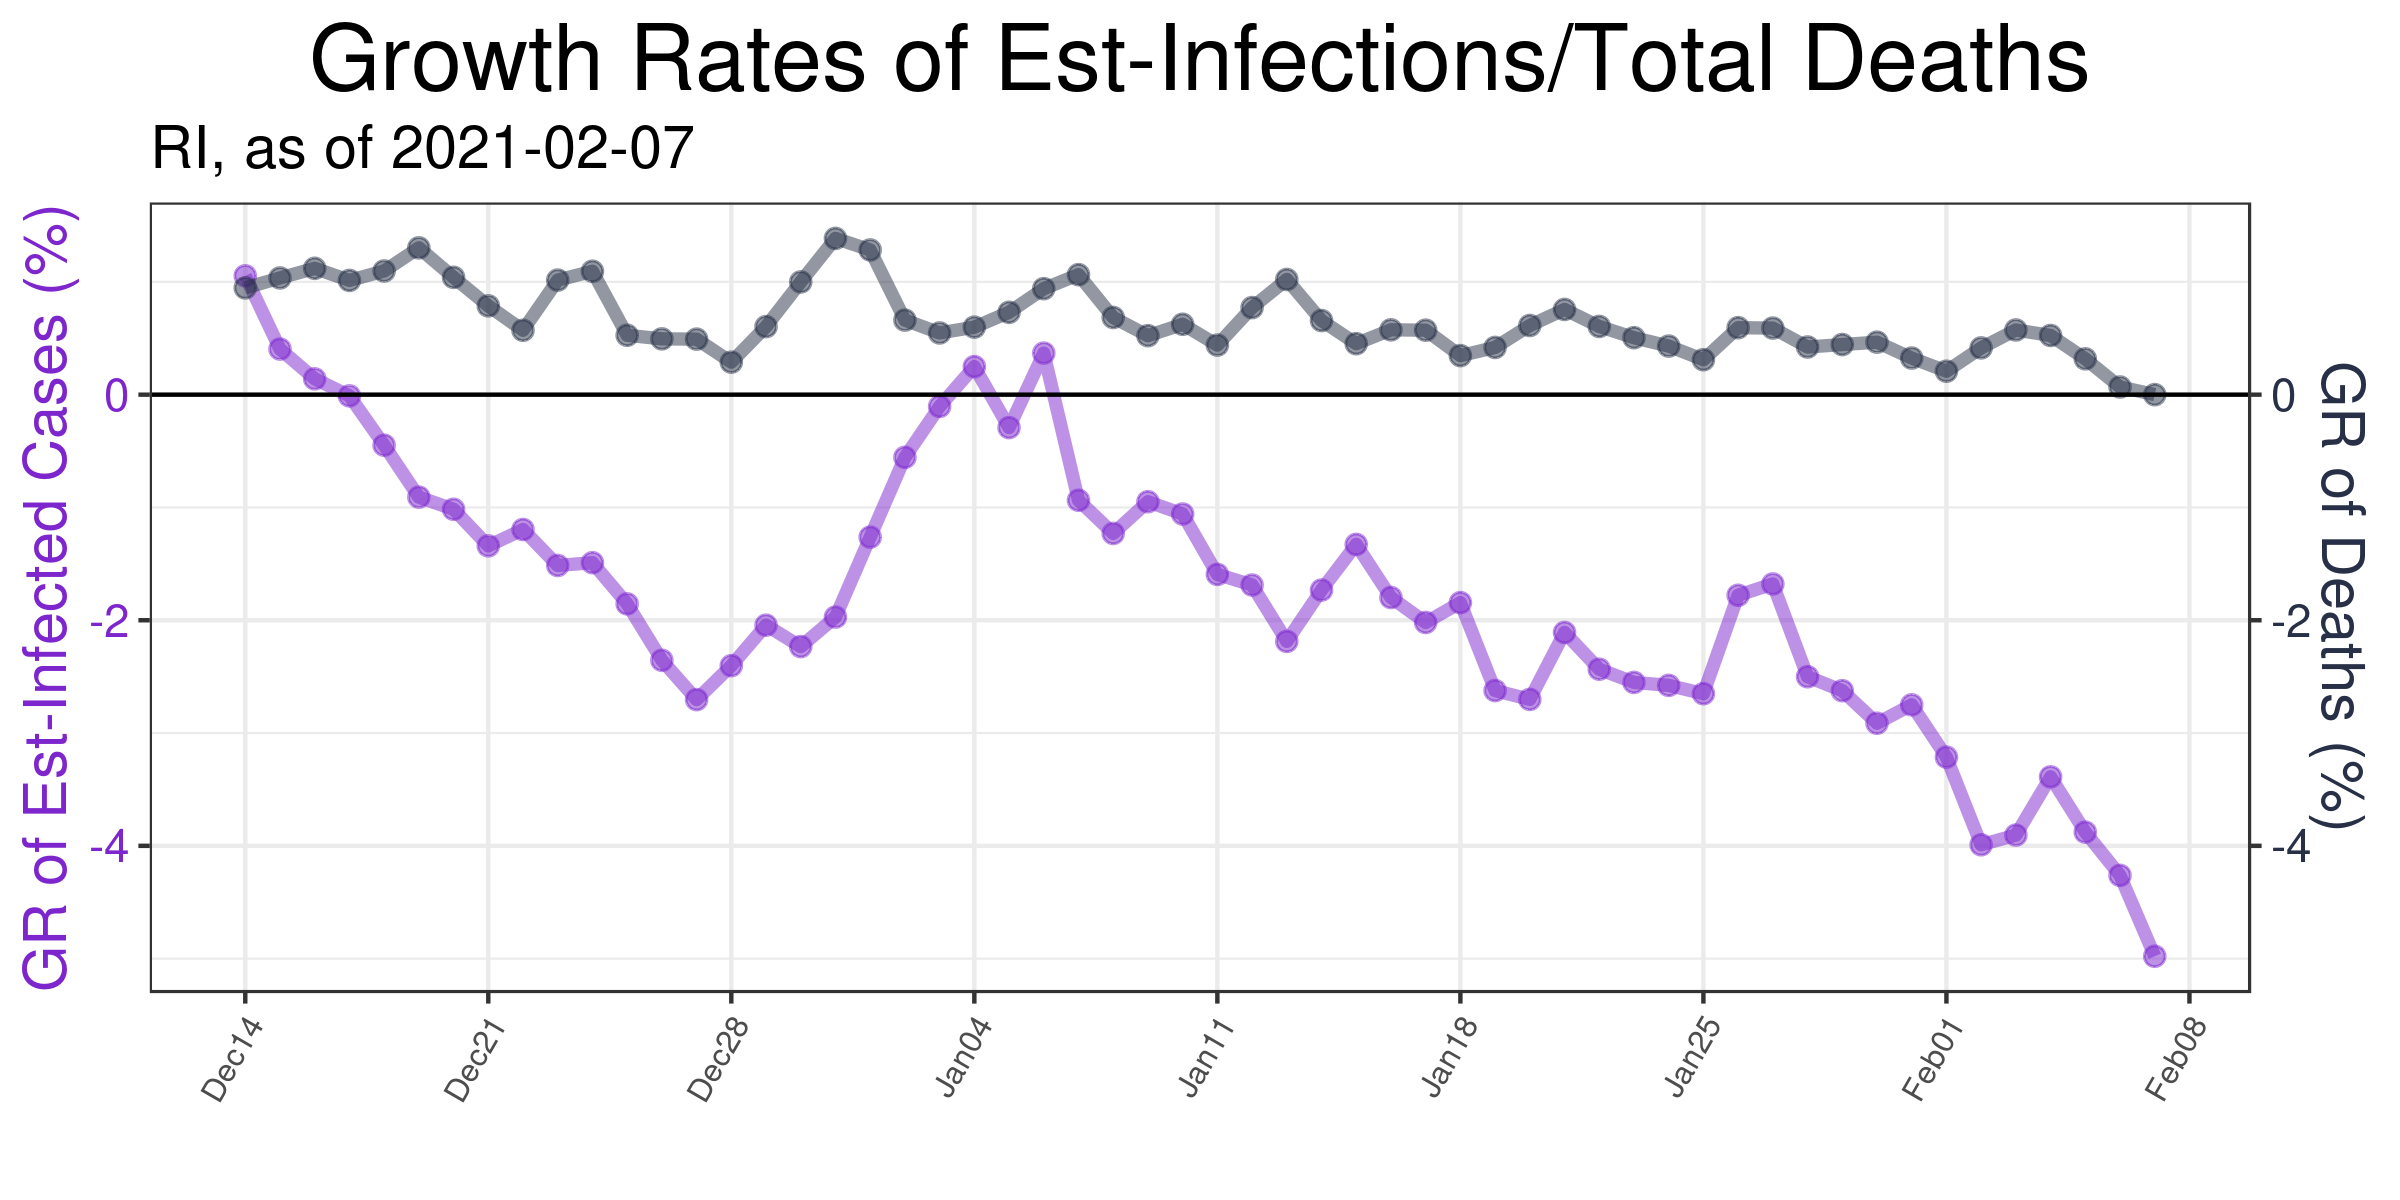 Growth Rates of Est-Infections/Total Deaths
RI, as of 2021-02-07
GR of Est-Infected Cases (%)
0
-2
-4
0
-2
-4
GR of Deaths (%)
Dec14
Dec21
Dec28
Jan04
Jan11
Jan18
Jan25
Feb01
Feb08